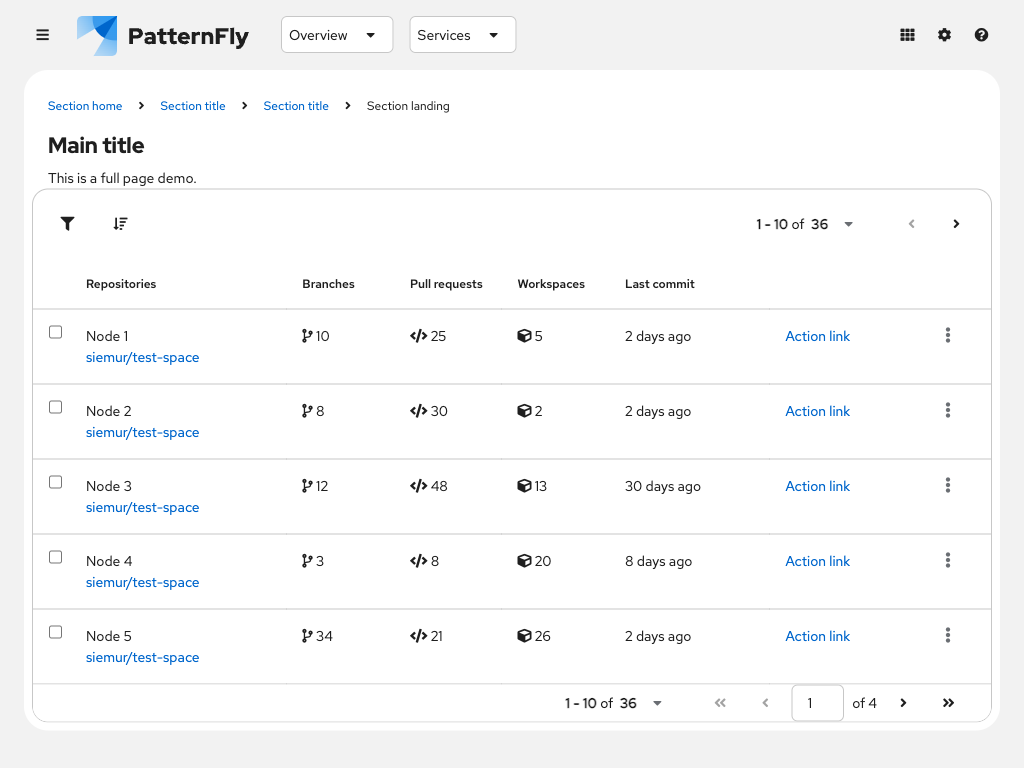 PatternFly Overview Services
Section home Section title Section title Section landing
Main title
This is a full page demo.
1 - 10 of 36
Repositories Branches Pull requests Workspaces Last commit
Node 1 10 25 5 2 days ago Action link
siemur/test-space
Node 2 8 30 2 2 days ago Action link
siemur/test-space
Node 3 12 48 13 30 days ago Action link
siemur/test-space
Node 4 3 8 20 8 days ago Action link
siemur/test-space
Node 5 34 21 26 2 days ago Action link
siemur/test-space
1 - 10 of 36 1 of 4